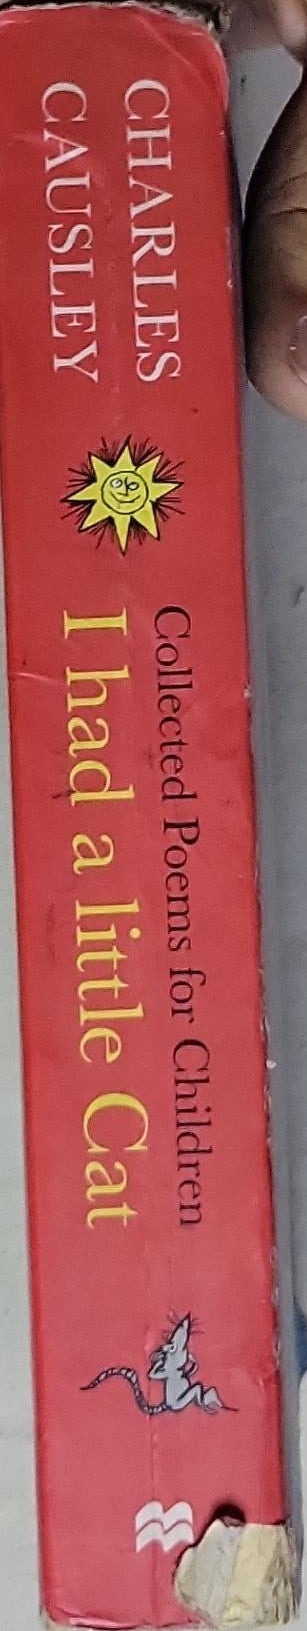 CHARLES
CAUSLEY
Collected Poems for Children
I had a little Cat